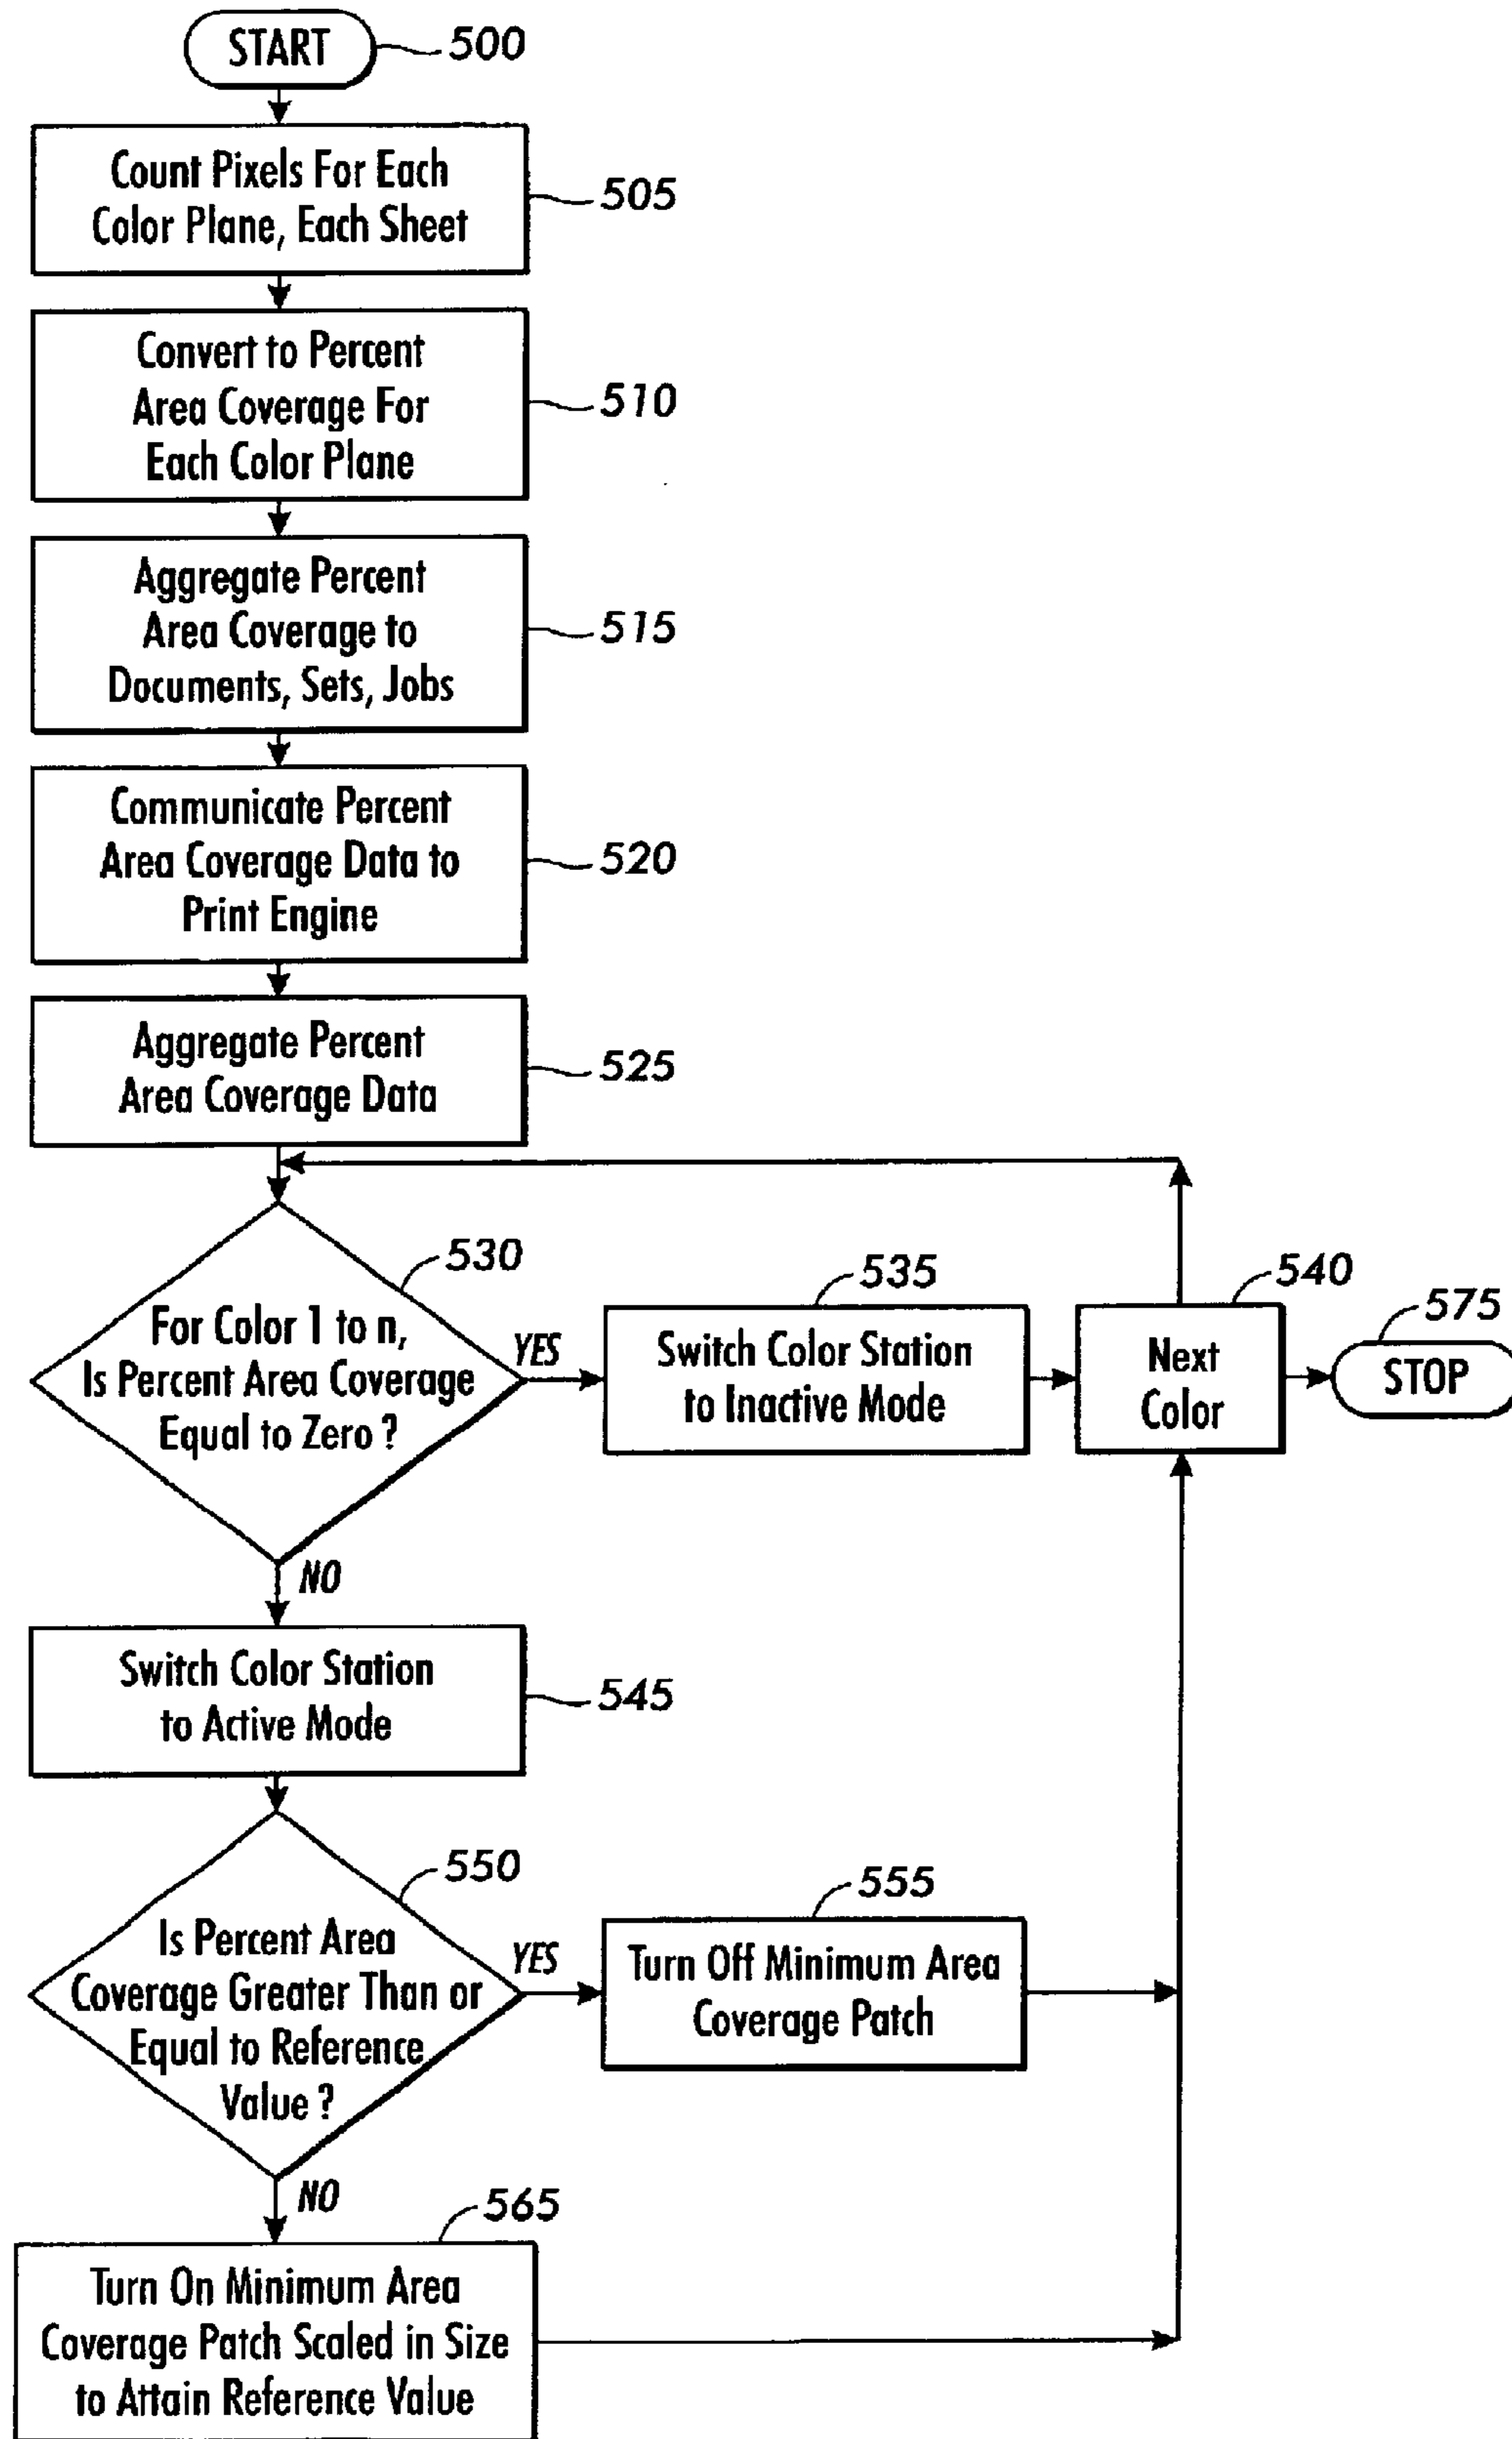 START
500
Count Pixels For Each
Color Plane, Each Sheet
505
Convert to Percent
Area Coverage For
Each Color Plane
510
Aggregate Percent
Area Coverage to
Documents, Sets, Jobs
515
Communicate Percent
Area Coverage Data to
Print Engine
520
Aggregate Percent
Area Coverage Data
525
530
For Color 1 to n,
Is Percent Area Coverage
Equal to Zero ?
YES
535
Switch Color Station
to Inactive Mode
540
Next
Color
575
STOP
NO
Switch Color Station
to Active Mode
545
550
Is Percent Area
Coverage Greater Than or
Equal to Reference
Value ?
YES
555
Turn Off Minimum Area
Coverage Patch
NO
565
Turn On Minimum Area
Coverage Patch Scaled in Size
to Attain Reference Value